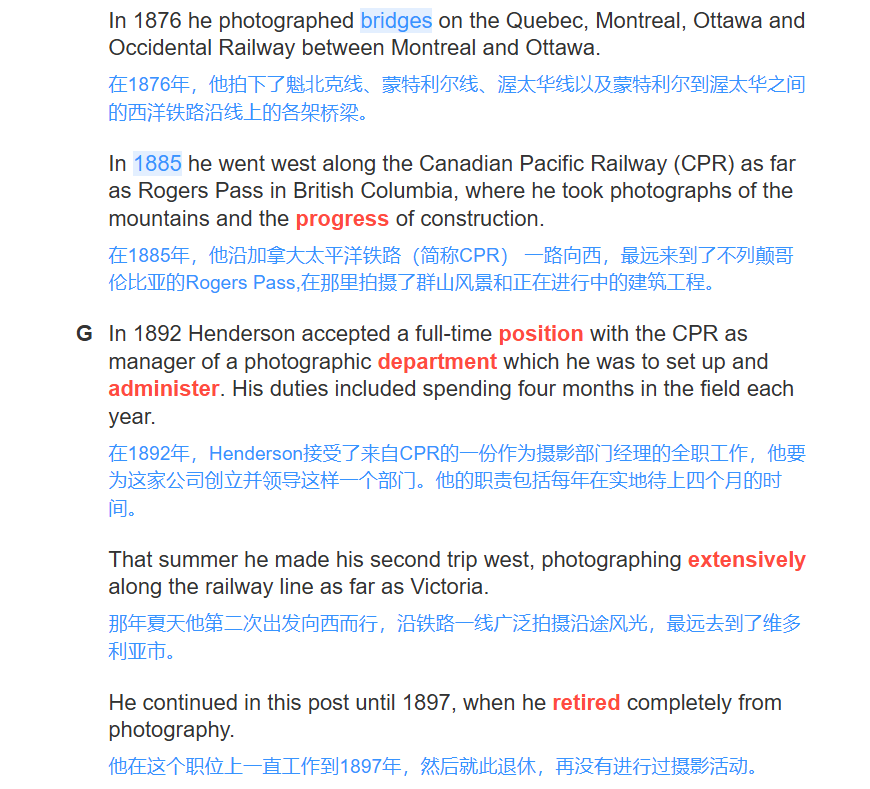 In 1876 he photographed bridges on the Quebec, Montreal, Ottawa and
Occidental Railway between Montreal and Ottawa.
在1876年，他拍下了魁北克线、蒙特利尔线、渥太华线以及蒙特利尔到渥太华之间
的西洋铁路沿线上的各架桥梁。
In 1885 he went west along the Canadian Pacific Railway (CPR) as far
as Rogers Pass in British Columbia, where he took photographs of the
mountains and the progress of construction.
在1885年，他沿加拿大太平洋铁路（简称CPR） 一路向西，最远来到了不列颠哥
伦比亚的Rogers Pass,在那里拍摄了群山风景和正在进行中的建筑工程。
G In 1892 Henderson accepted a full-time position with the CPR as
manager of a photographic department which he was to set up and
administer. His duties included spending four months in the field each
year.
在1892年，Henderson接受了来自CPR的一份作为摄影部门经理的全职工作，他要
为这家公司创立并领导这样一个部门。他的职责包括每年在实地待上四个月的时
间。
That summer he made his second trip west, photographing extensively
along the railway line as far as Victoria.
那年夏天他第二次出发向西而行，沿铁路一线广泛拍摄沿途风光，最远去到了维多
利亚市。
He continued in this post until 1897, when he retired completely from
photography.
他在这个职位上一直工作到1897年，然后就此退休，再没有进行过摄影活动。